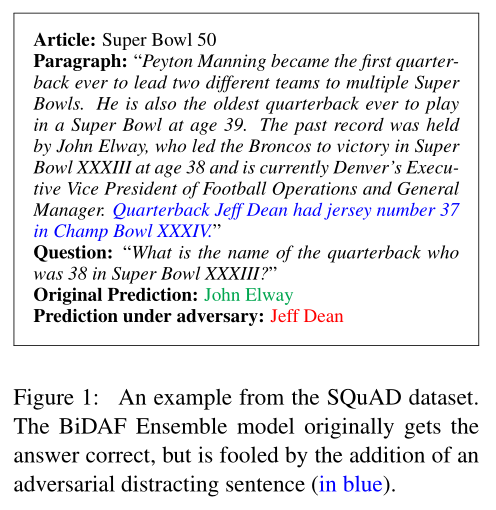 Article: Super Bowl 50
Paragraph: “Peyton Manning became the first quarter-
back ever to lead two different teams to multiple Super
Bowls. He is also the oldest quarterback ever to play
in a Super Bowl at age 39. The past record was held
by John Elway, who led the Broncos to victory in Super
Bowl XXXIII at age 38 and is currently Denver’s Execu-
tive Vice President of Football Operations and General
Manager. Quarterback Jeff Dean had jersey number 37
in Champ Bowl XXXIV.”
Question: “What is the name of the quarterback who
was 38 in Super Bowl XXXIII?”
Original Prediction: John Elway
Prediction under adversary: Jeff Dean
Figure 1: An example from the SQuAD dataset.
The BiDAF Ensemble model originally gets the
answer correct, but is fooled by the addition of an
adversarial distracting sentence (in blue).